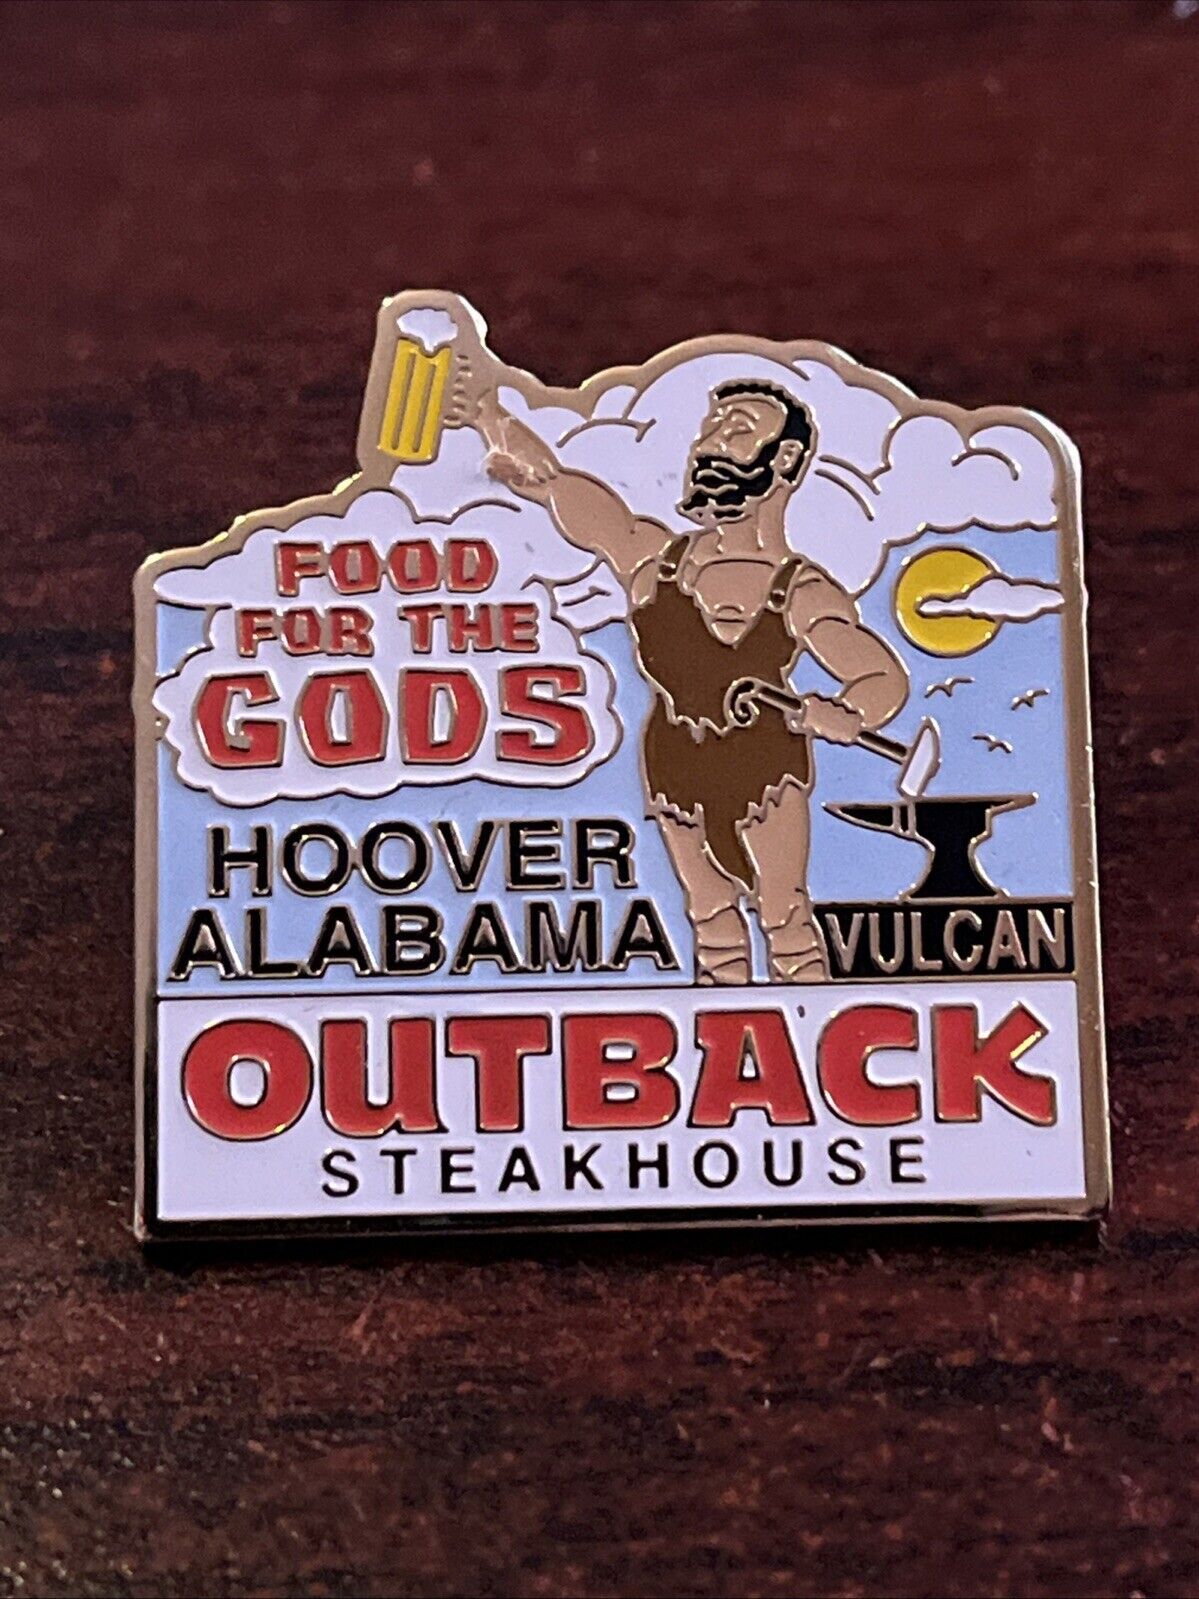 FOOD
FOR THE
GODS
HOOVER
ALABAMA
VULCAN
OUTBACK
STEAKHOUSE